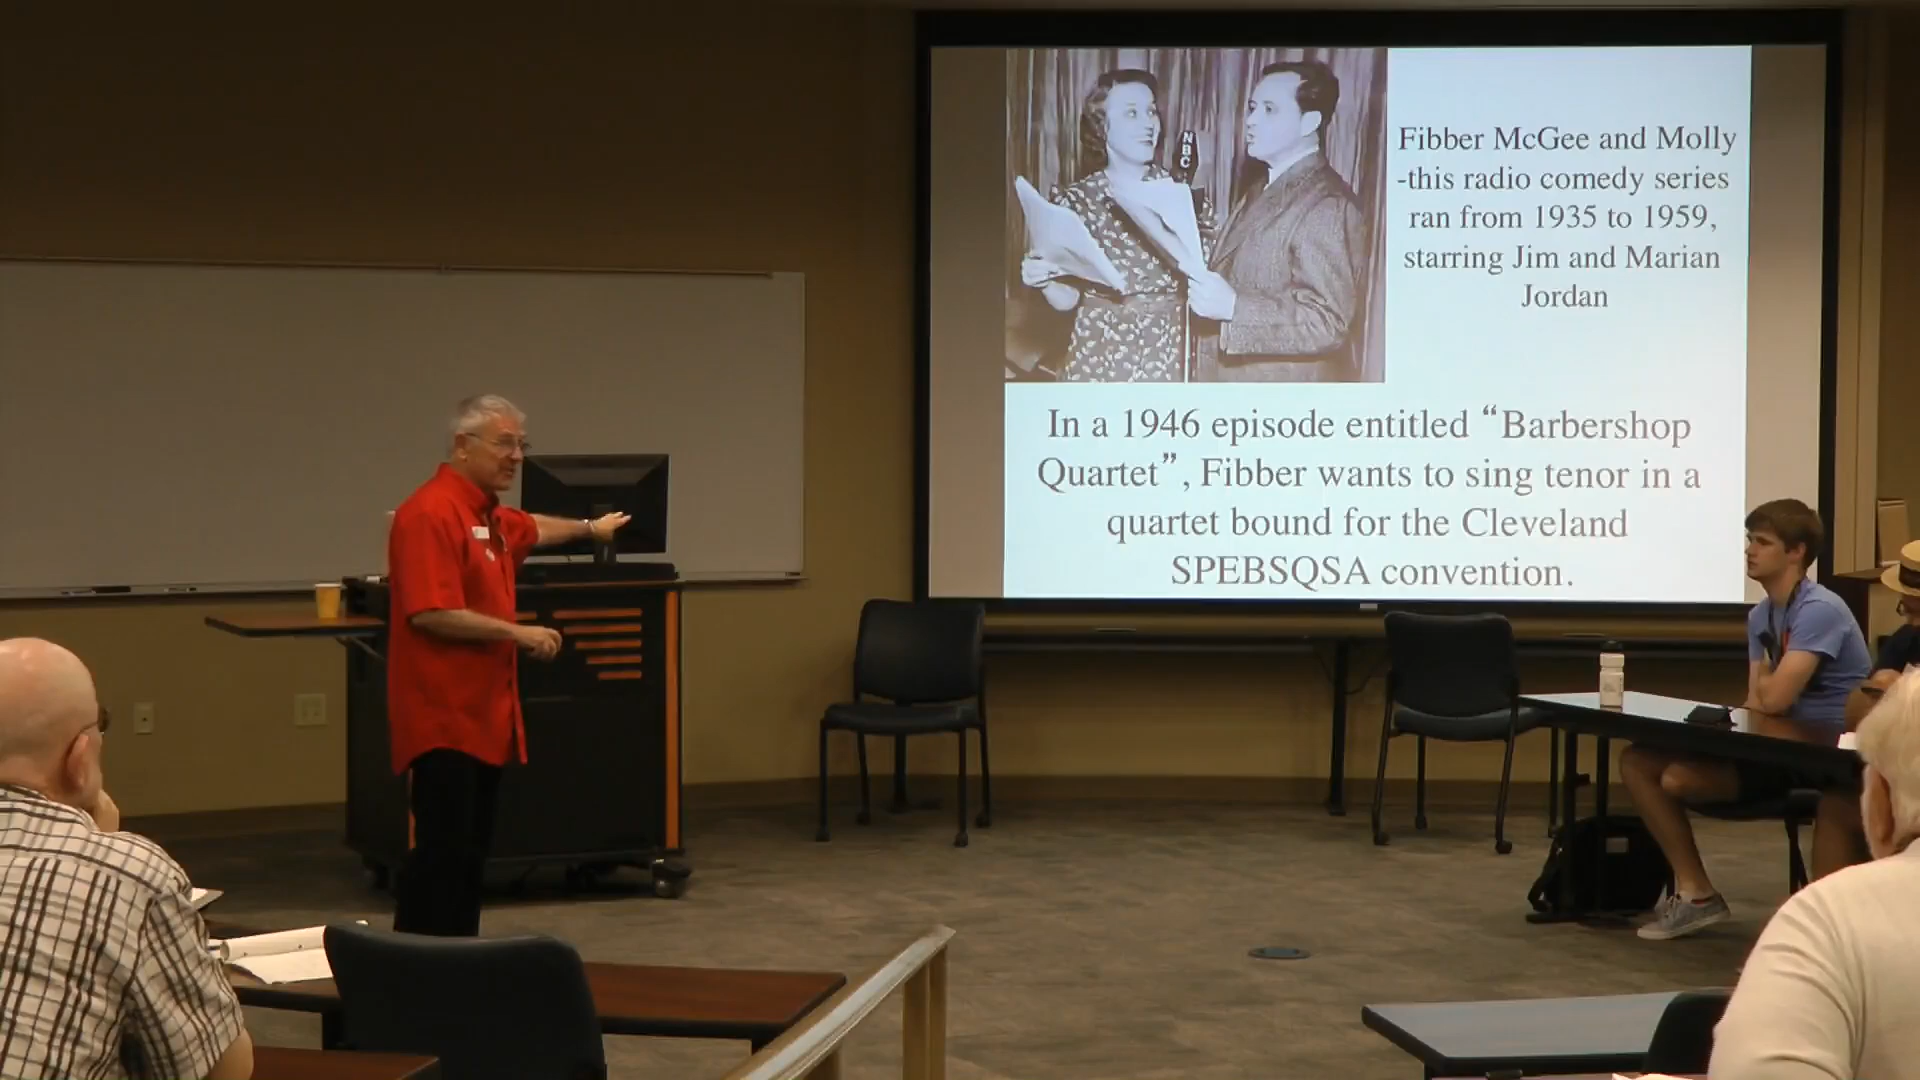 NBC
Fibber McGee and Molly
-this radio comedy series
ran from 1935 to 1959,
starring Jim and Marian
Jordan
In a 1946 episode entitled “Barbershop
Quartet”, Fibber wants to sing tenor in a
quartet bound for the Cleveland
SPEBSQSA convention.